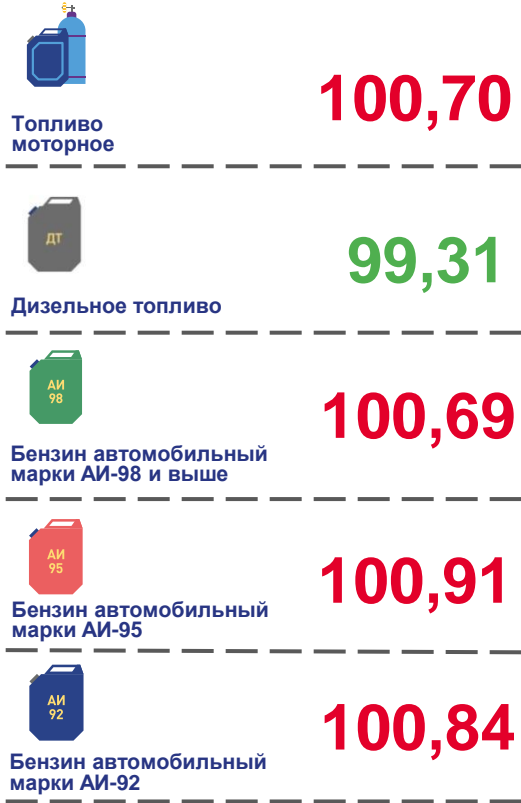 100,70
Топливо
моторное
ДТ
99,31
Дизельное топливо
АИ
98
100,69
Бензин автомобильный
марки АИ-98 и выше
АИ
95
100,91
Бензин автомобильный
марки АИ-95
АИ
92
100,84
Бензин автомобильный
марки АИ-92